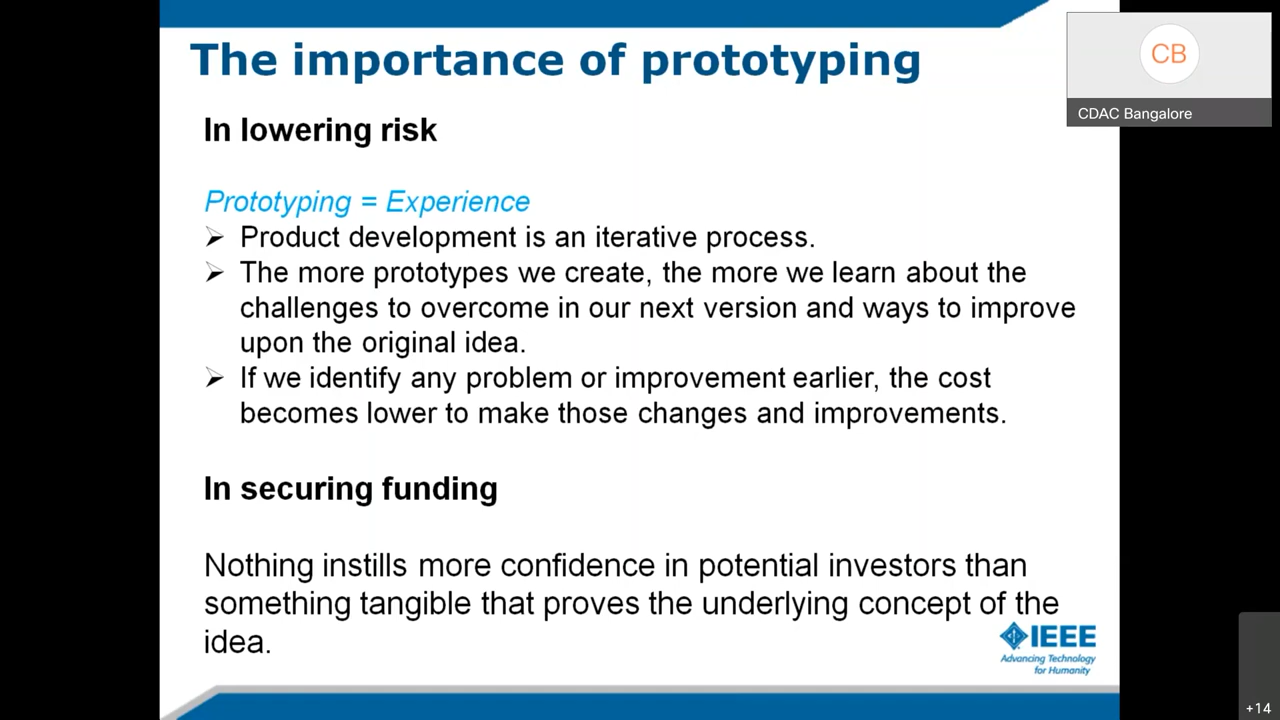 The importance of prototyping
CB
CDAC Bangalore
In lowering risk
Prototyping = Experience
➢ Product development is an iterative process.
➢ The more prototypes we create, the more we learn about the
challenges to overcome in our next version and ways to improve
upon the original idea.
➢ If we identify any problem or improvement earlier, the cost
becomes lower to make those changes and improvements.
In securing funding
Nothing instills more confidence in potential investors than
something tangible that proves the underlying concept of the
idea.
IEEE
Advancing Technology
for Humanity
+14